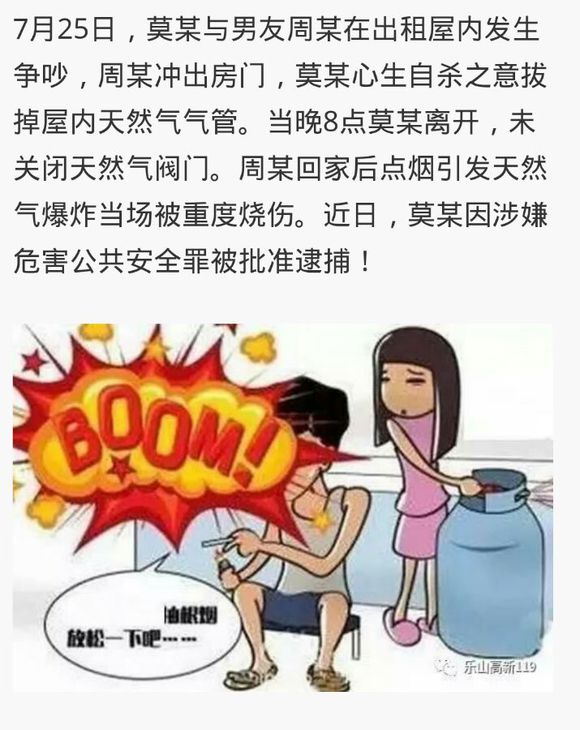 7月25日，莫某与男友周某在出租屋内发生
争吵，周某冲出房门，莫某心生自杀之意拔
掉屋内天然气气管。当晚8点莫某离开，未
关闭天然气阀门。周某回家后点烟引发天然
气爆炸当场被重度烧伤。近日，莫某因涉嫌
危害公共安全罪被批准逮捕！
BOOM!
抽根烟
放松一下吧……
乐山高新119